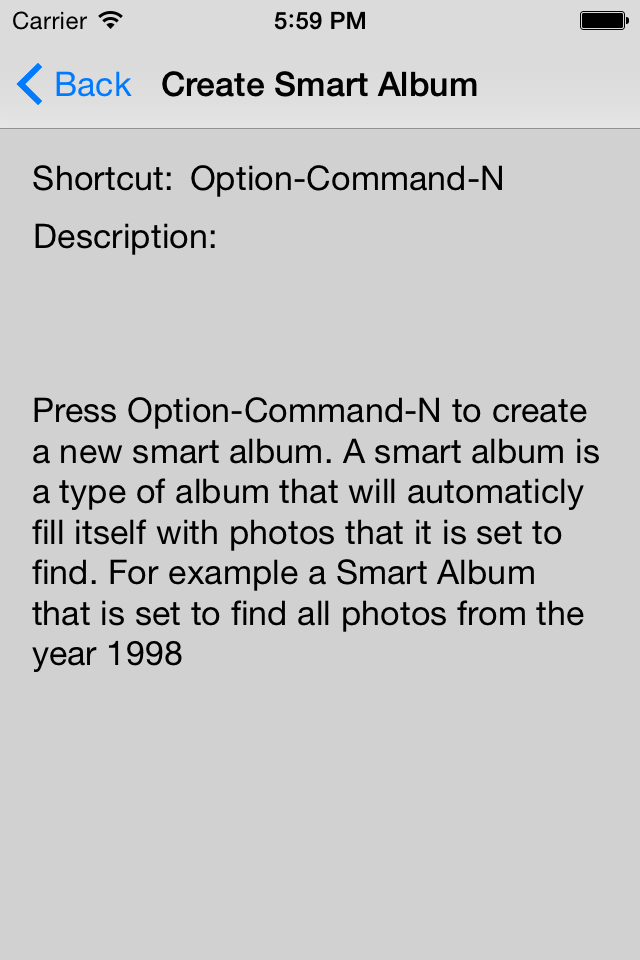 Carrier 5:59 PM
Back Create Smart Album
Shortcut: Option-Command-N
Description:
Press Option-Command-N to create
a new smart album. A smart album is
a type of album that will automaticly
fill itself with photos that it is set to
find. For example a Smart Album
that is set to find all photos from the
year 1998